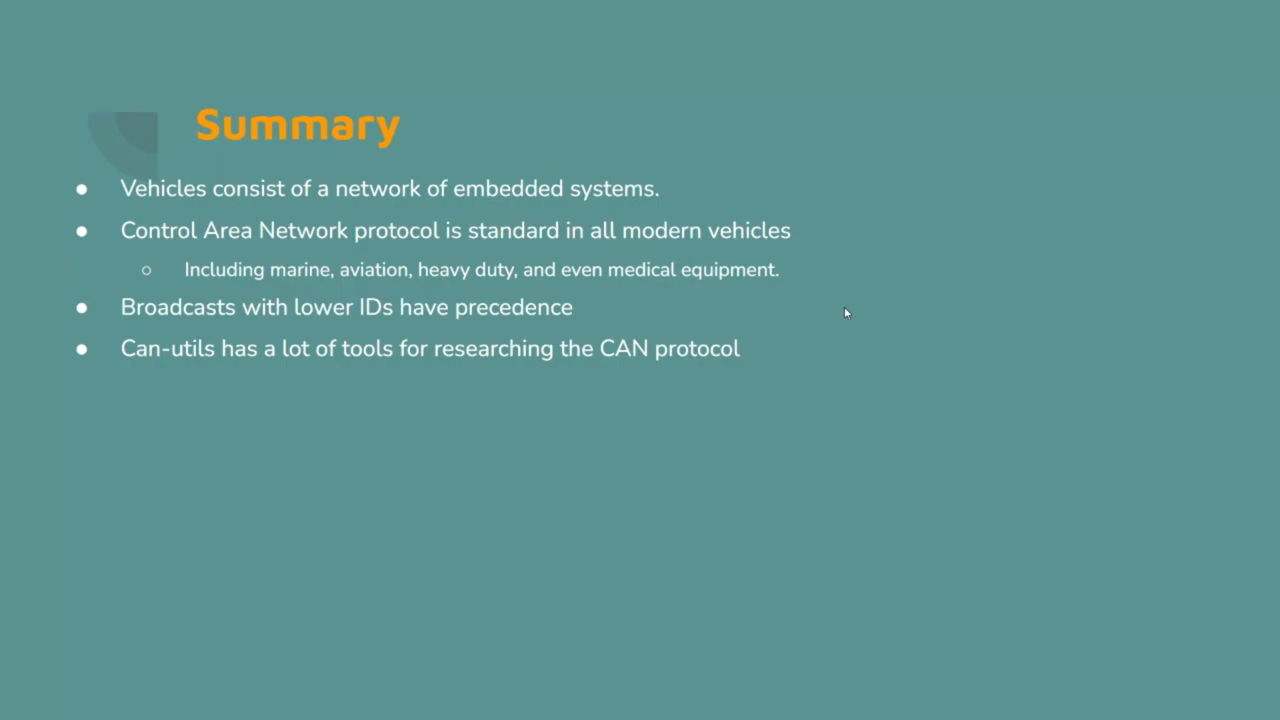 Summary
● Vehicles consist of a network of embedded systems.
● Control Area Network protocol is standard in all modern vehicles
○ Including marine, aviation, heavy duty, and even medical equipment.
● Broadcasts with lower IDs have precedence
● Can-utils has a lot of tools for researching the CAN protocol